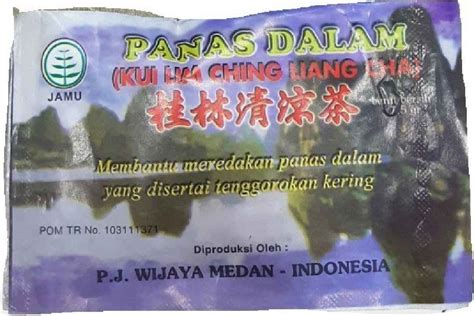 PANAS DALAM
(KUI LIM CHING LIANG CHA)
桂林清涼茶
JAMU
Membantu meredakan panas dalam
yang disertai tenggorokan kering
POM TR No. 103111371
Diproduksi Oleh :
P.J. WIJAYA MEDAN - INDONESIA